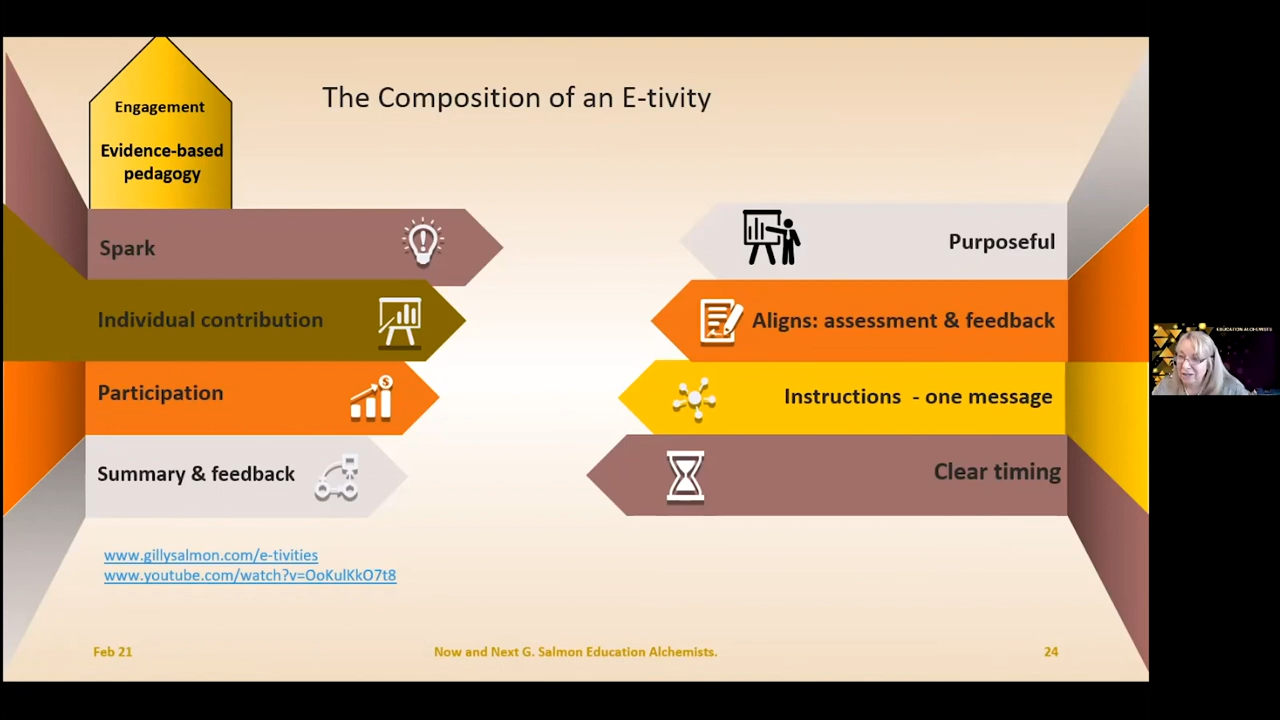 The Composition of an E-tivity
Engagement
Evidence-based
pedagogy
Spark
Individual contribution
Participation
Summary & feedback
Purposeful
Aligns: assessment & feedback
Instructions - one message
Clear timing
www.gillysalmon.com/e-tivities
www.youtube.com/watch?v=OoKulKkO7t8
Feb 21
Now and Next G. Salmon Education Alchemists.
24
EDUCATION ALCHEMISTS